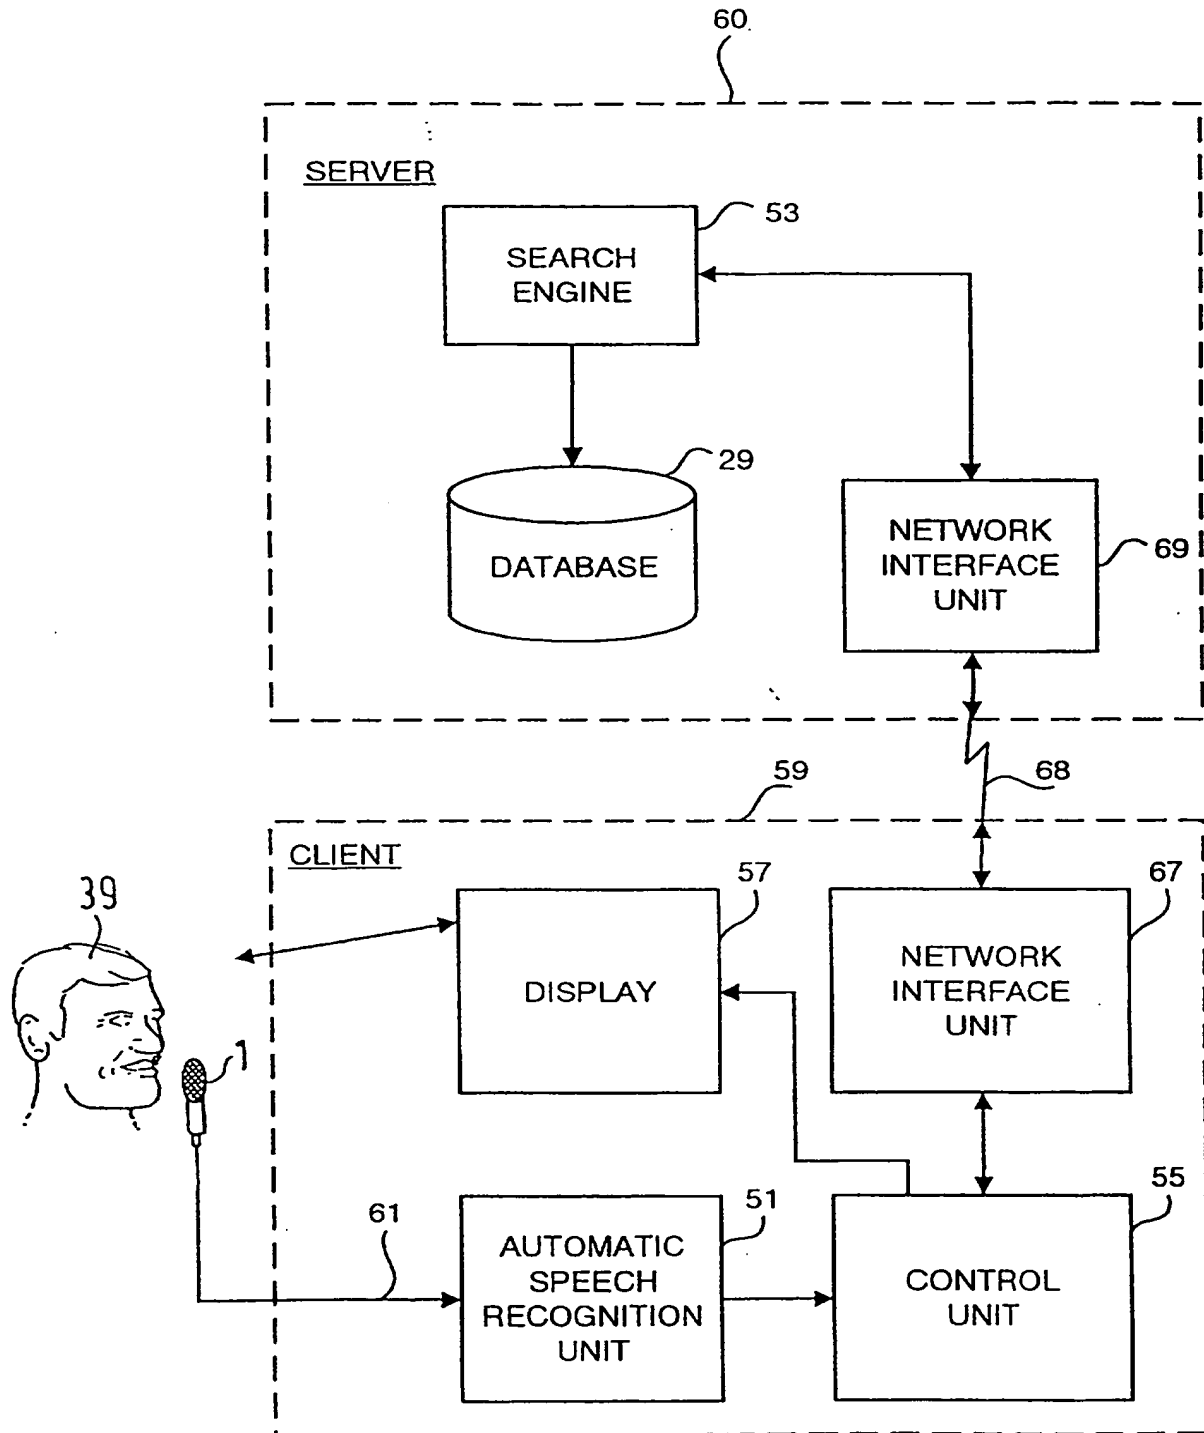 60
SERVER
53
SEARCH
ENGINE
29
DATABASE
NETWORK
INTERFACE
UNIT
69
68
59
CLIENT
57
67
39
DISPLAY
NETWORK
INTERFACE
UNIT
1
61
51
55
AUTOMATIC
SPEECH
RECOGNITION
UNIT
CONTROL
UNIT